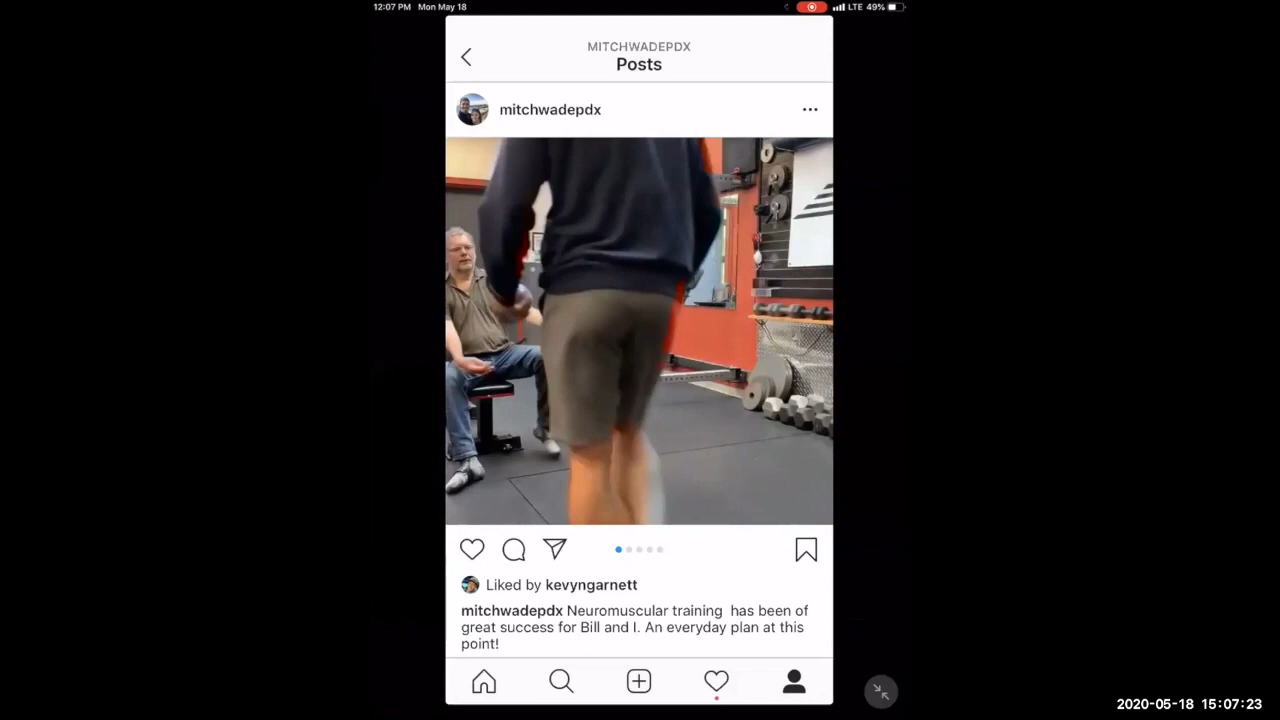 12:07 PM Mon May 18
LTE 49%
MITCHWADEPDX
Posts
mitchwadepdx
Liked by kevyngarnett
mitchwadepdx Neuromuscular training has been of
great success for Bill and I. An everyday plan at this
point!
2020-05-18 15:07:23